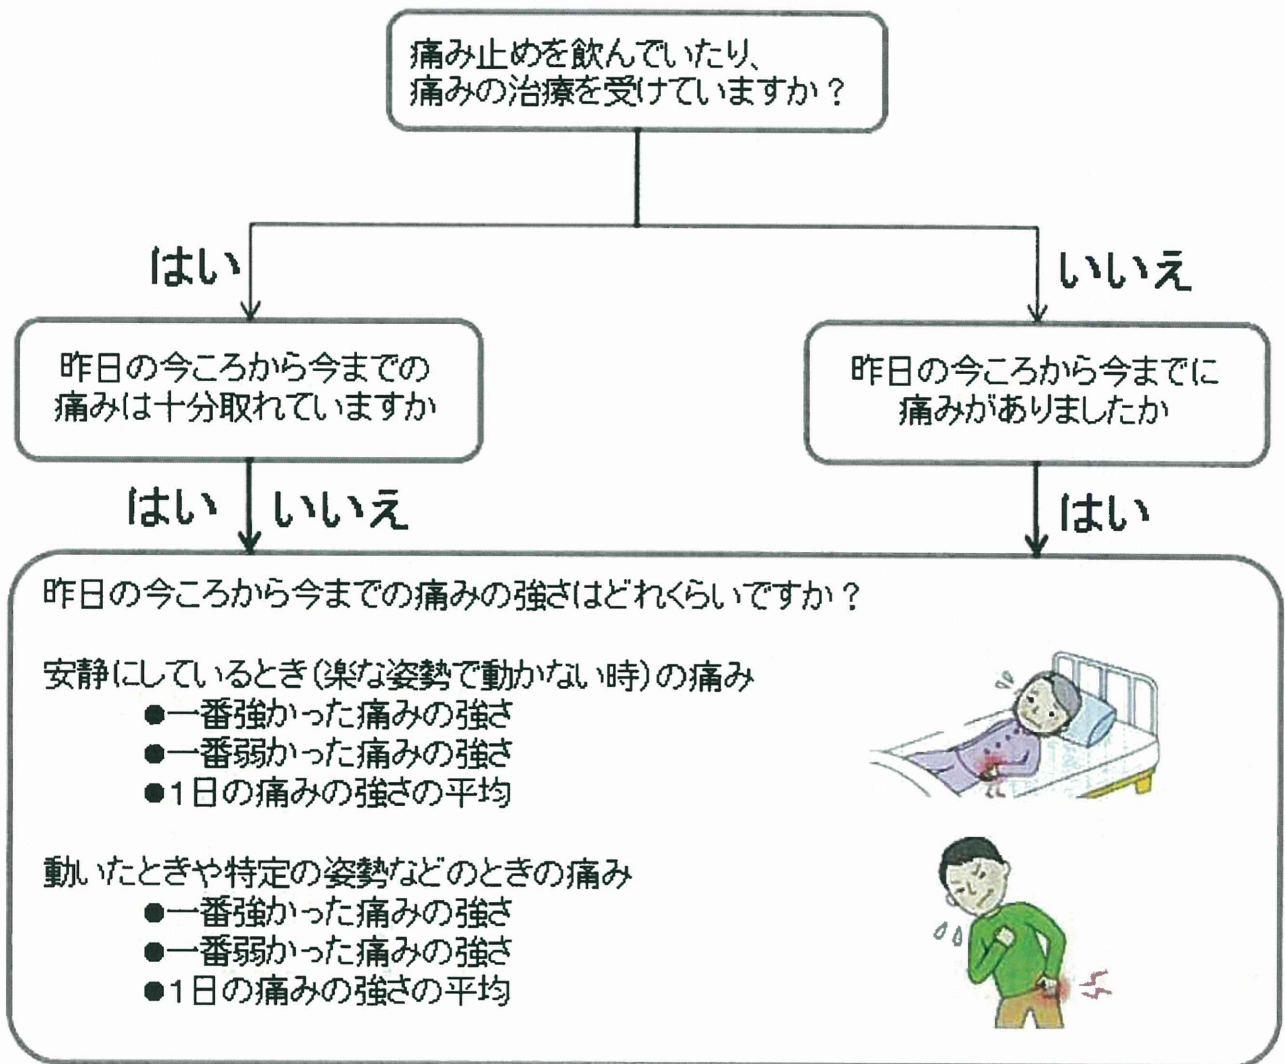 痛み止めを飲んでいたり、
痛みの治療を受けていますか？
はい
いいえ
昨日の今ころから今までの
痛みは十分取れていますか
昨日の今ころから今までに
痛みがありましたか
はい
いいえ
はい
昨日の今ころから今までの痛みの強さはどれくらいですか？
安静にしているとき(楽な姿勢で動かない時)の痛み
●一番強かった痛みの強さ
●一番弱かった痛みの強さ
●1日の痛みの強さの平均
動いたときや特定の姿勢などのときの痛み
●一番強かった痛みの強さ
●一番弱かった痛みの強さ
●1日の痛みの強さの平均